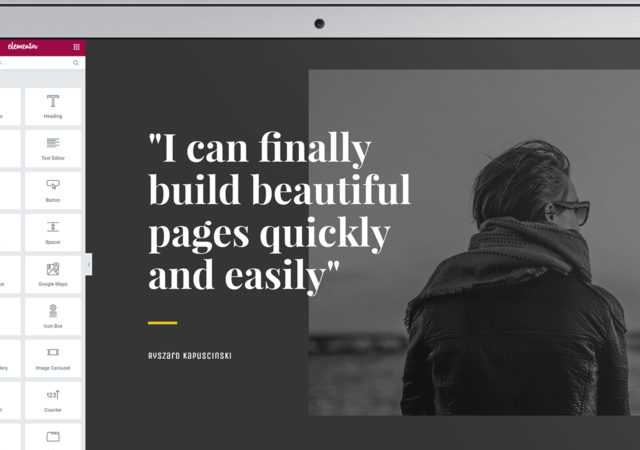 elementor
Heading
Text Editor
Button
Spacer
Google Maps
Icon Box
Image Carousel
123
Counter
"I can finally
build beautiful
pages quickly
and easily"
Ryszard Kapuscinski